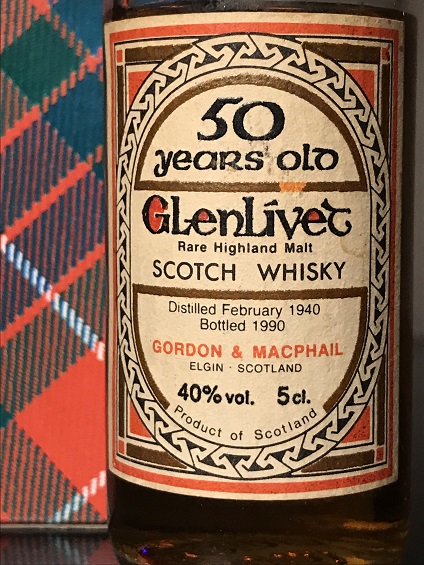 50
years old
Glenlivet
Rare Highland Malt
SCOTCH WHISKY
Distilled February 1940
Bottled 1990
GORDON & MACPHAIL
ELGIN · SCOTLAND
40% vol. 5cl.
Product of Scotland